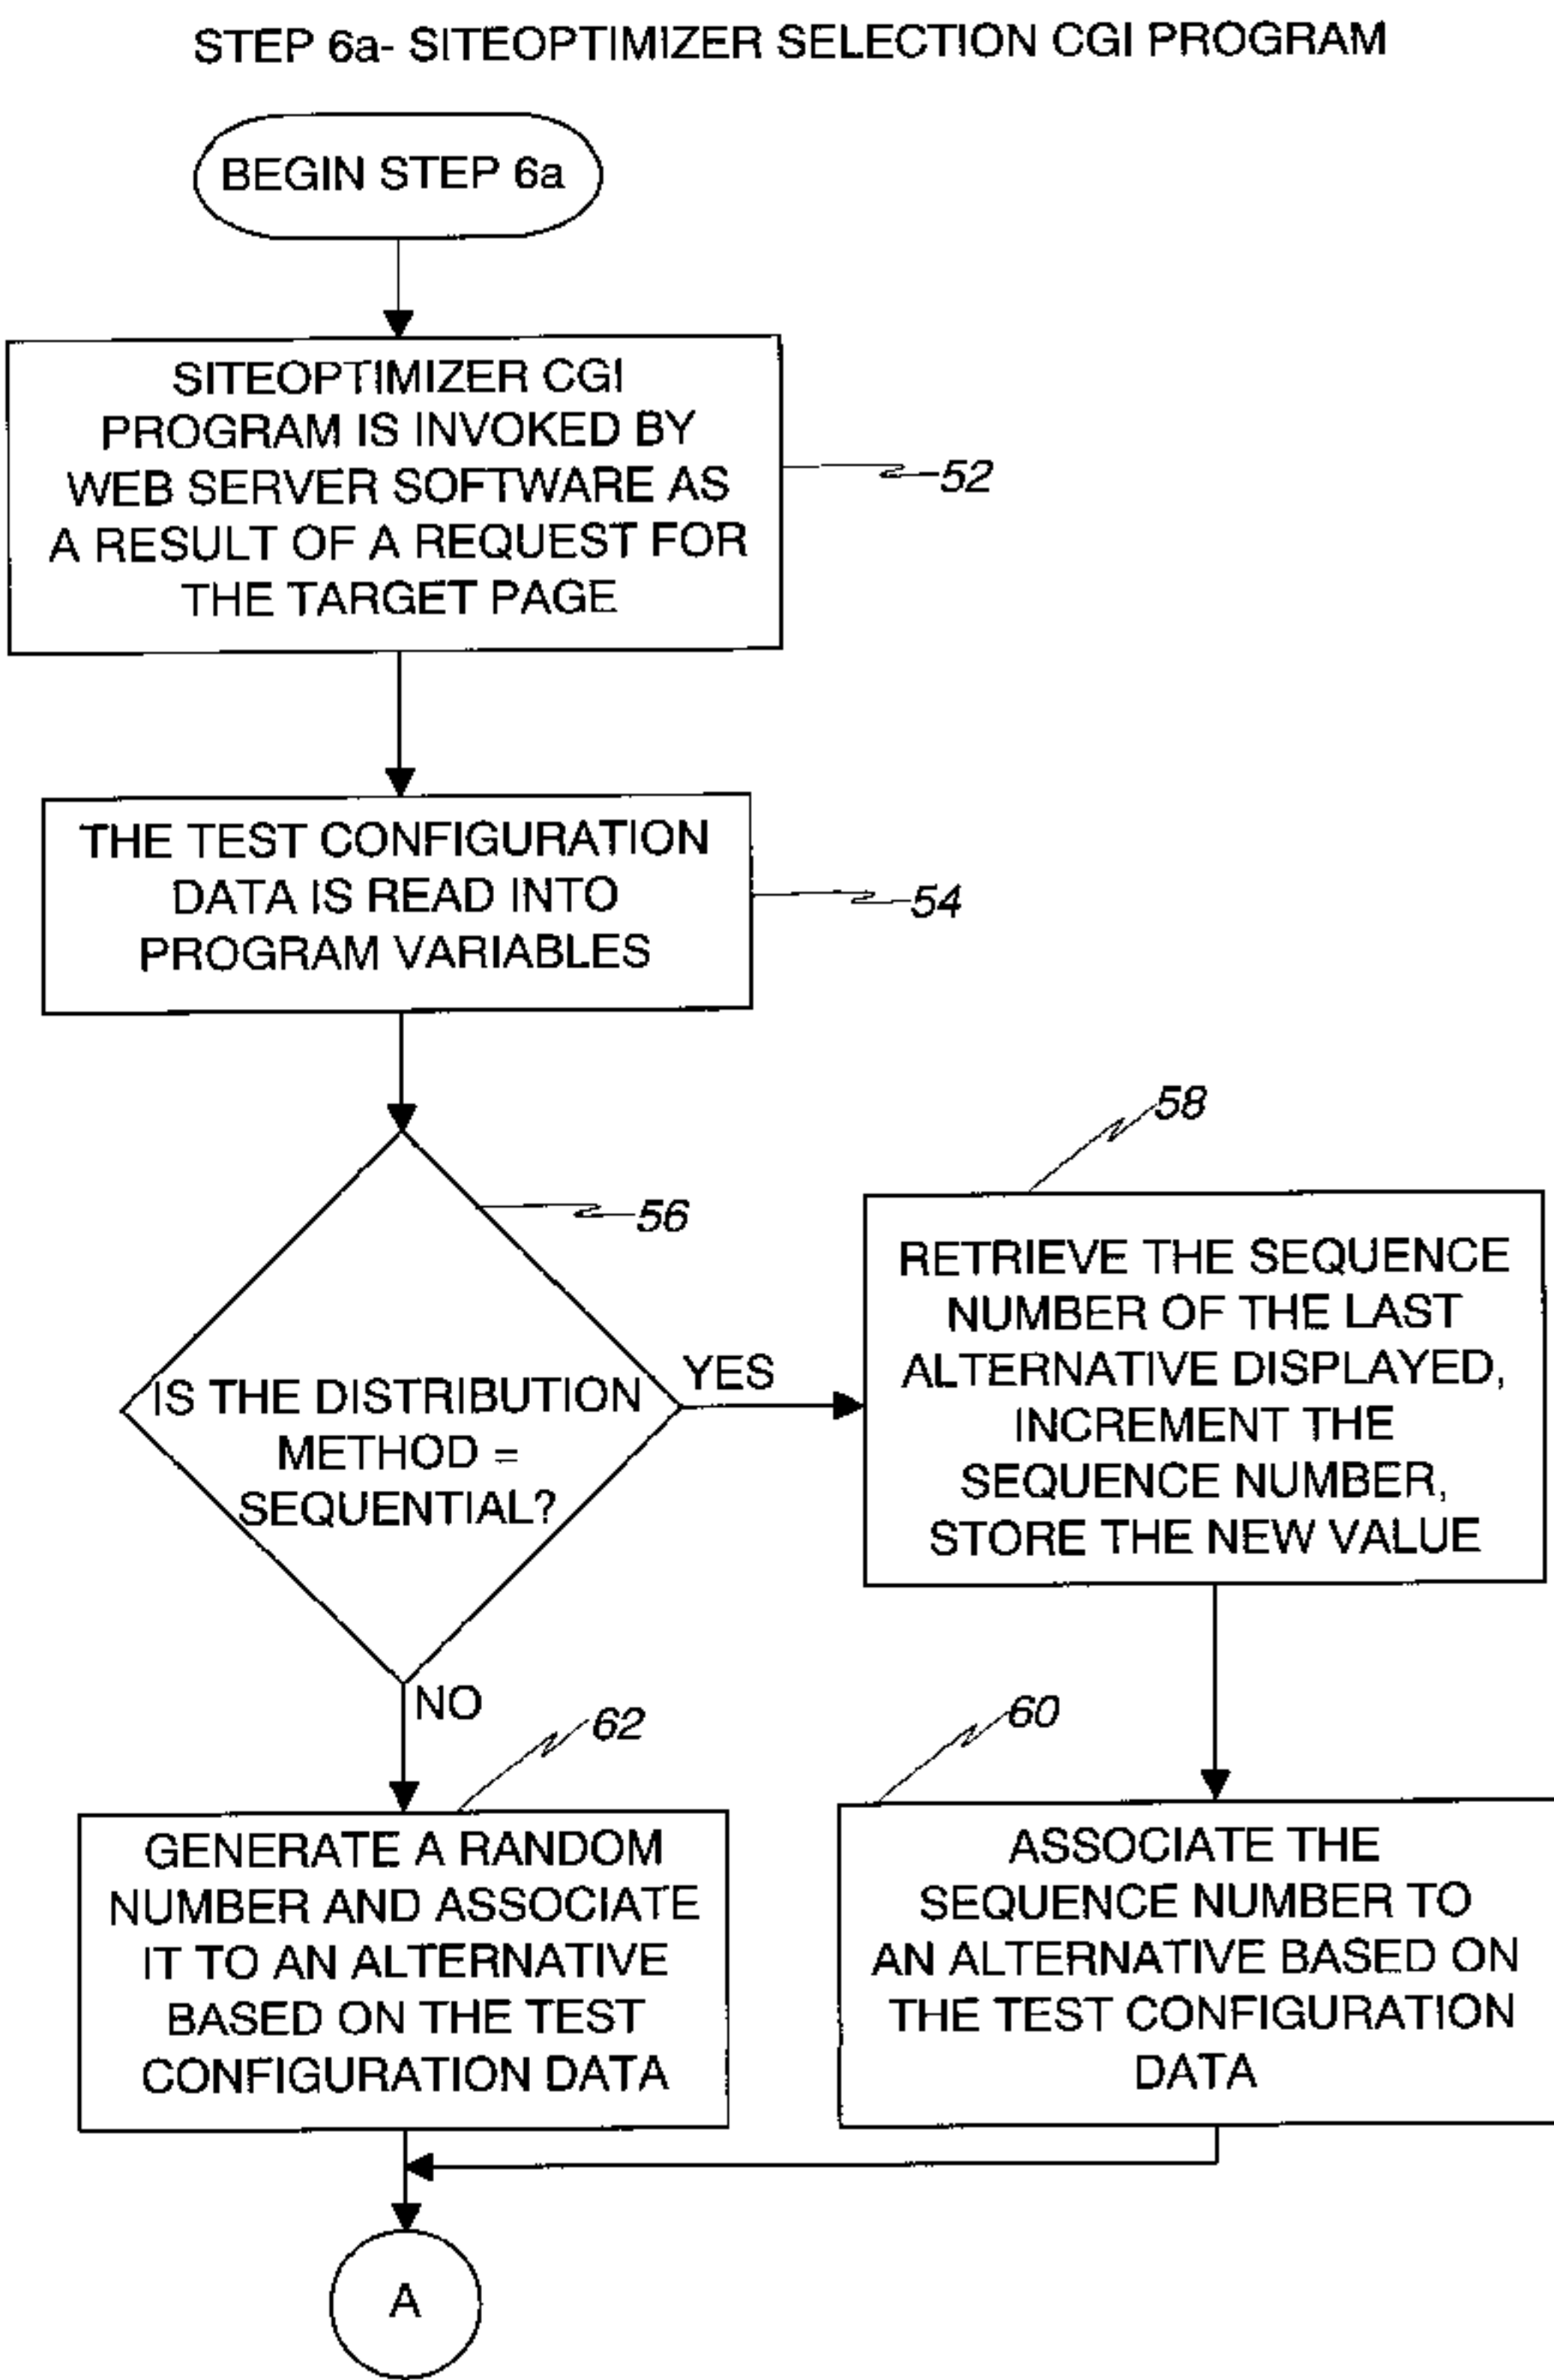 STEP 6a- SITEOPTIMIZER SELECTION CGI PROGRAM
BEGIN STEP 6a
SITEOPTIMIZER CGI
PROGRAM IS INVOKED BY
WEB SERVER SOFTWARE AS
A RESULT OF A REQUEST FOR
THE TARGET PAGE
52
THE TEST CONFIGURATION
DATA IS READ INTO
PROGRAM VARIABLES
54
56
IS THE DISTRIBUTION
METHOD =
SEQUENTIAL?
YES
58
RETRIEVE THE SEQUENCE
NUMBER OF THE LAST
ALTERNATIVE DISPLAYED,
INCREMENT THE
SEQUENCE NUMBER,
STORE THE NEW VALUE
NO
62
GENERATE A RANDOM
NUMBER AND ASSOCIATE
IT TO AN ALTERNATIVE
BASED ON THE TEST
CONFIGURATION DATA
60
ASSOCIATE THE
SEQUENCE NUMBER TO
AN ALTERNATIVE BASED ON
THE TEST CONFIGURATION
DATA
A